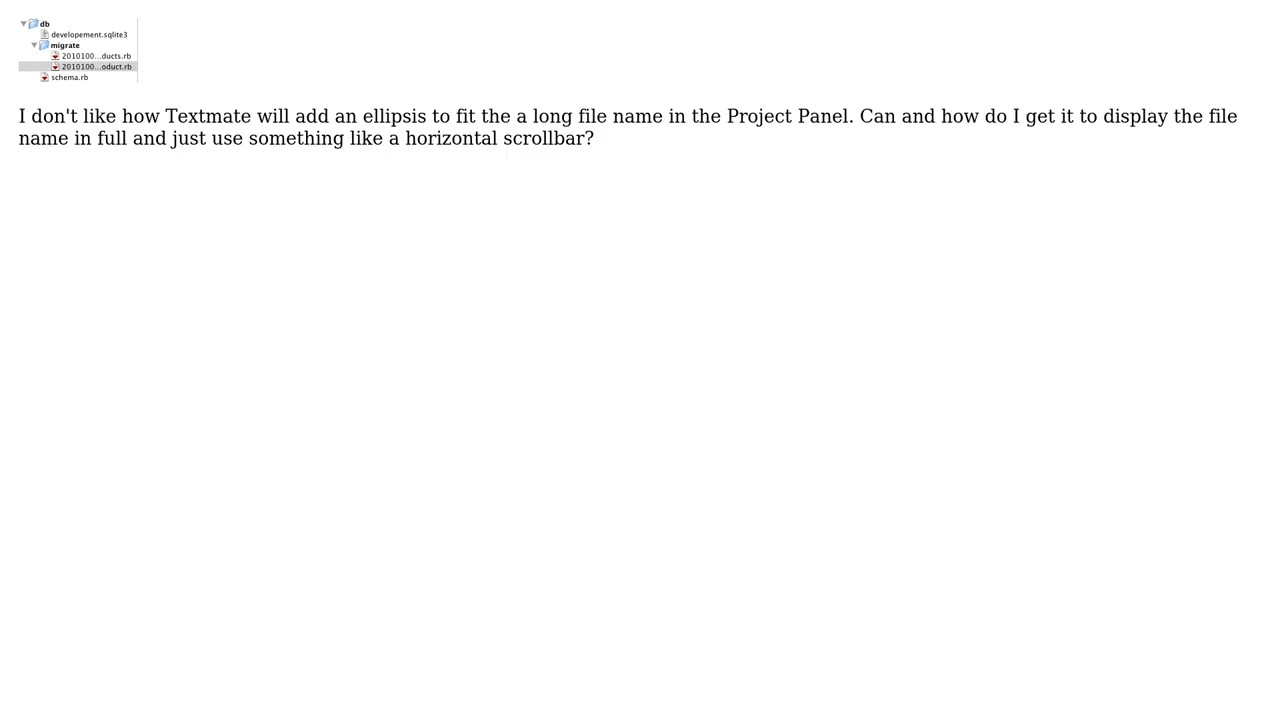 db
developement.sqlite3
migrate
2010100...ducts.rb
2010100...oduct.rb
schema.rb
I don't like how Textmate will add an ellipsis to fit the a long file name in the Project Panel. Can and how do I get it to display the file
name in full and just use something like a horizontal scrollbar?